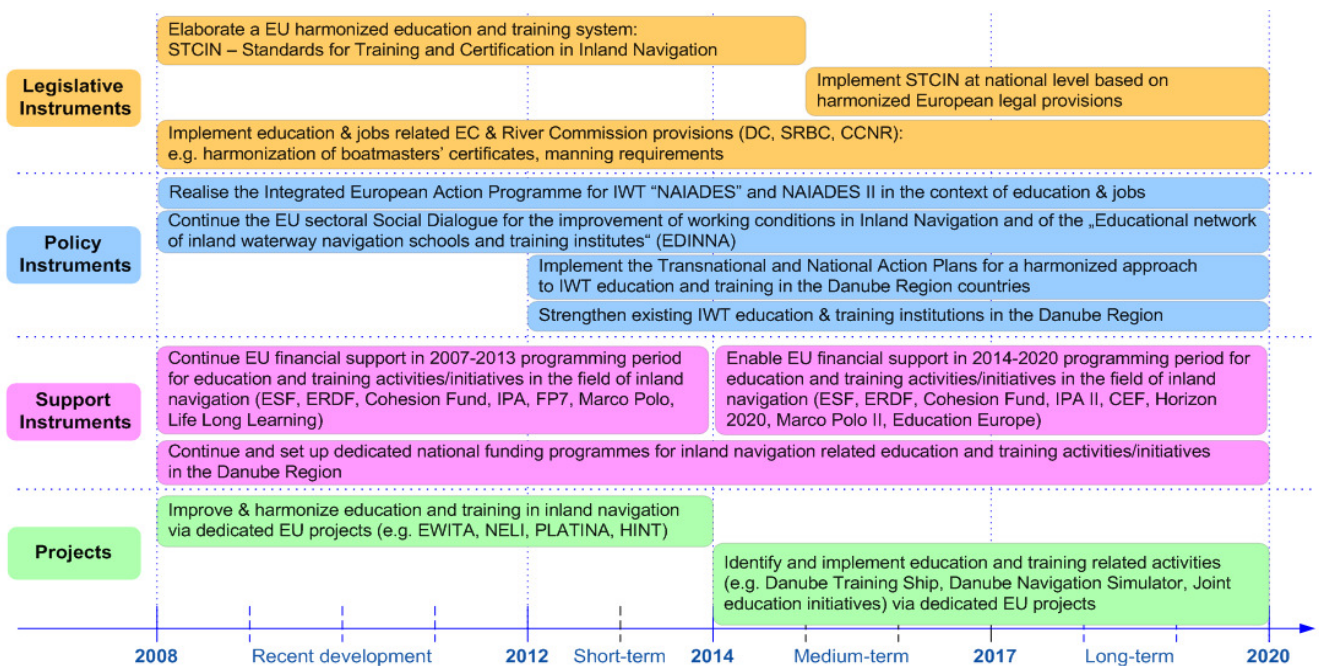 Legislative
Instruments
Elaborate a EU harmonized education and training system:
STCIN – Standards for Training and Certification in Inland Navigation
Implement STCIN at national level based on
harmonized European legal provisions
Implement education & jobs related EC & River Commission provisions (DC, SRBC, CCNR):
e.g. harmonization of boatmasters’ certificates, manning requirements
Policy
Instruments
Realise the Integrated European Action Programme for IWT “NAIADES” and NAIADES II in the context of education & jobs
Continue the EU sectoral Social Dialogue for the improvement of working conditions in Inland Navigation and of the „Educational network
of inland waterway navigation schools and training institutes“ (EDINNA)
Implement the Transnational and National Action Plans for a harmonized approach
to IWT education and training in the Danube Region countries
Strengthen existing IWT education & training institutions in the Danube Region
Support
Instruments
Continue EU financial support in 2007-2013 programming period
for education and training activities/initiatives in the field of inland
navigation (ESF, ERDF, Cohesion Fund, IPA, FP7, Marco Polo,
Life Long Learning)
Enable EU financial support in 2014-2020 programming period for
education and training activities/initiatives in the field of inland
navigation (ESF, ERDF, Cohesion Fund, IPA II, CEF, Horizon
2020, Marco Polo II, Education Europe)
Continue and set up dedicated national funding programmes for inland navigation related education and training activities/initiatives
in the Danube Region
Projects
Improve & harmonize education and training in inland navigation
via dedicated EU projects (e.g. EWITA, NELI, PLATINA, HINT)
Identify and implement education and training related activities
(e.g. Danube Training Ship, Danube Navigation Simulator, Joint
education initiatives) via dedicated EU projects
2008 Recent development 2012 Short-term 2014 Medium-term 2017 Long-term 2020